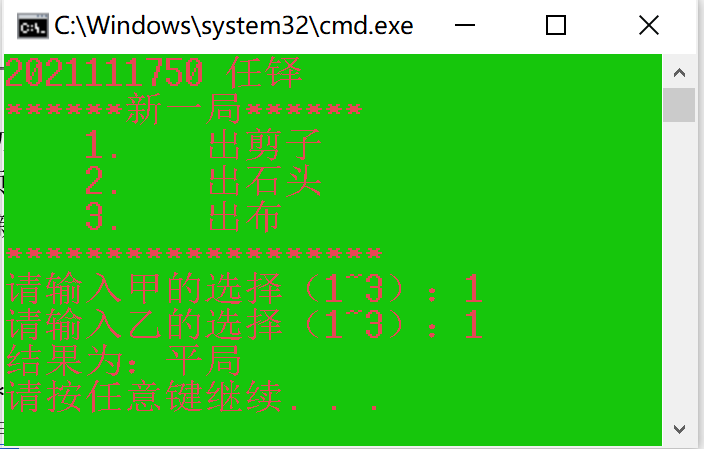 C:\Windows\system32\cmd.exe
2021111750 任铎
******新一局******
1. 出剪子
2. 出石头
3. 出布
*******************
请输入甲的选择（1~3）：1
请输入乙的选择（1~3）：1
结果为：平局
请按任意键继续. . .